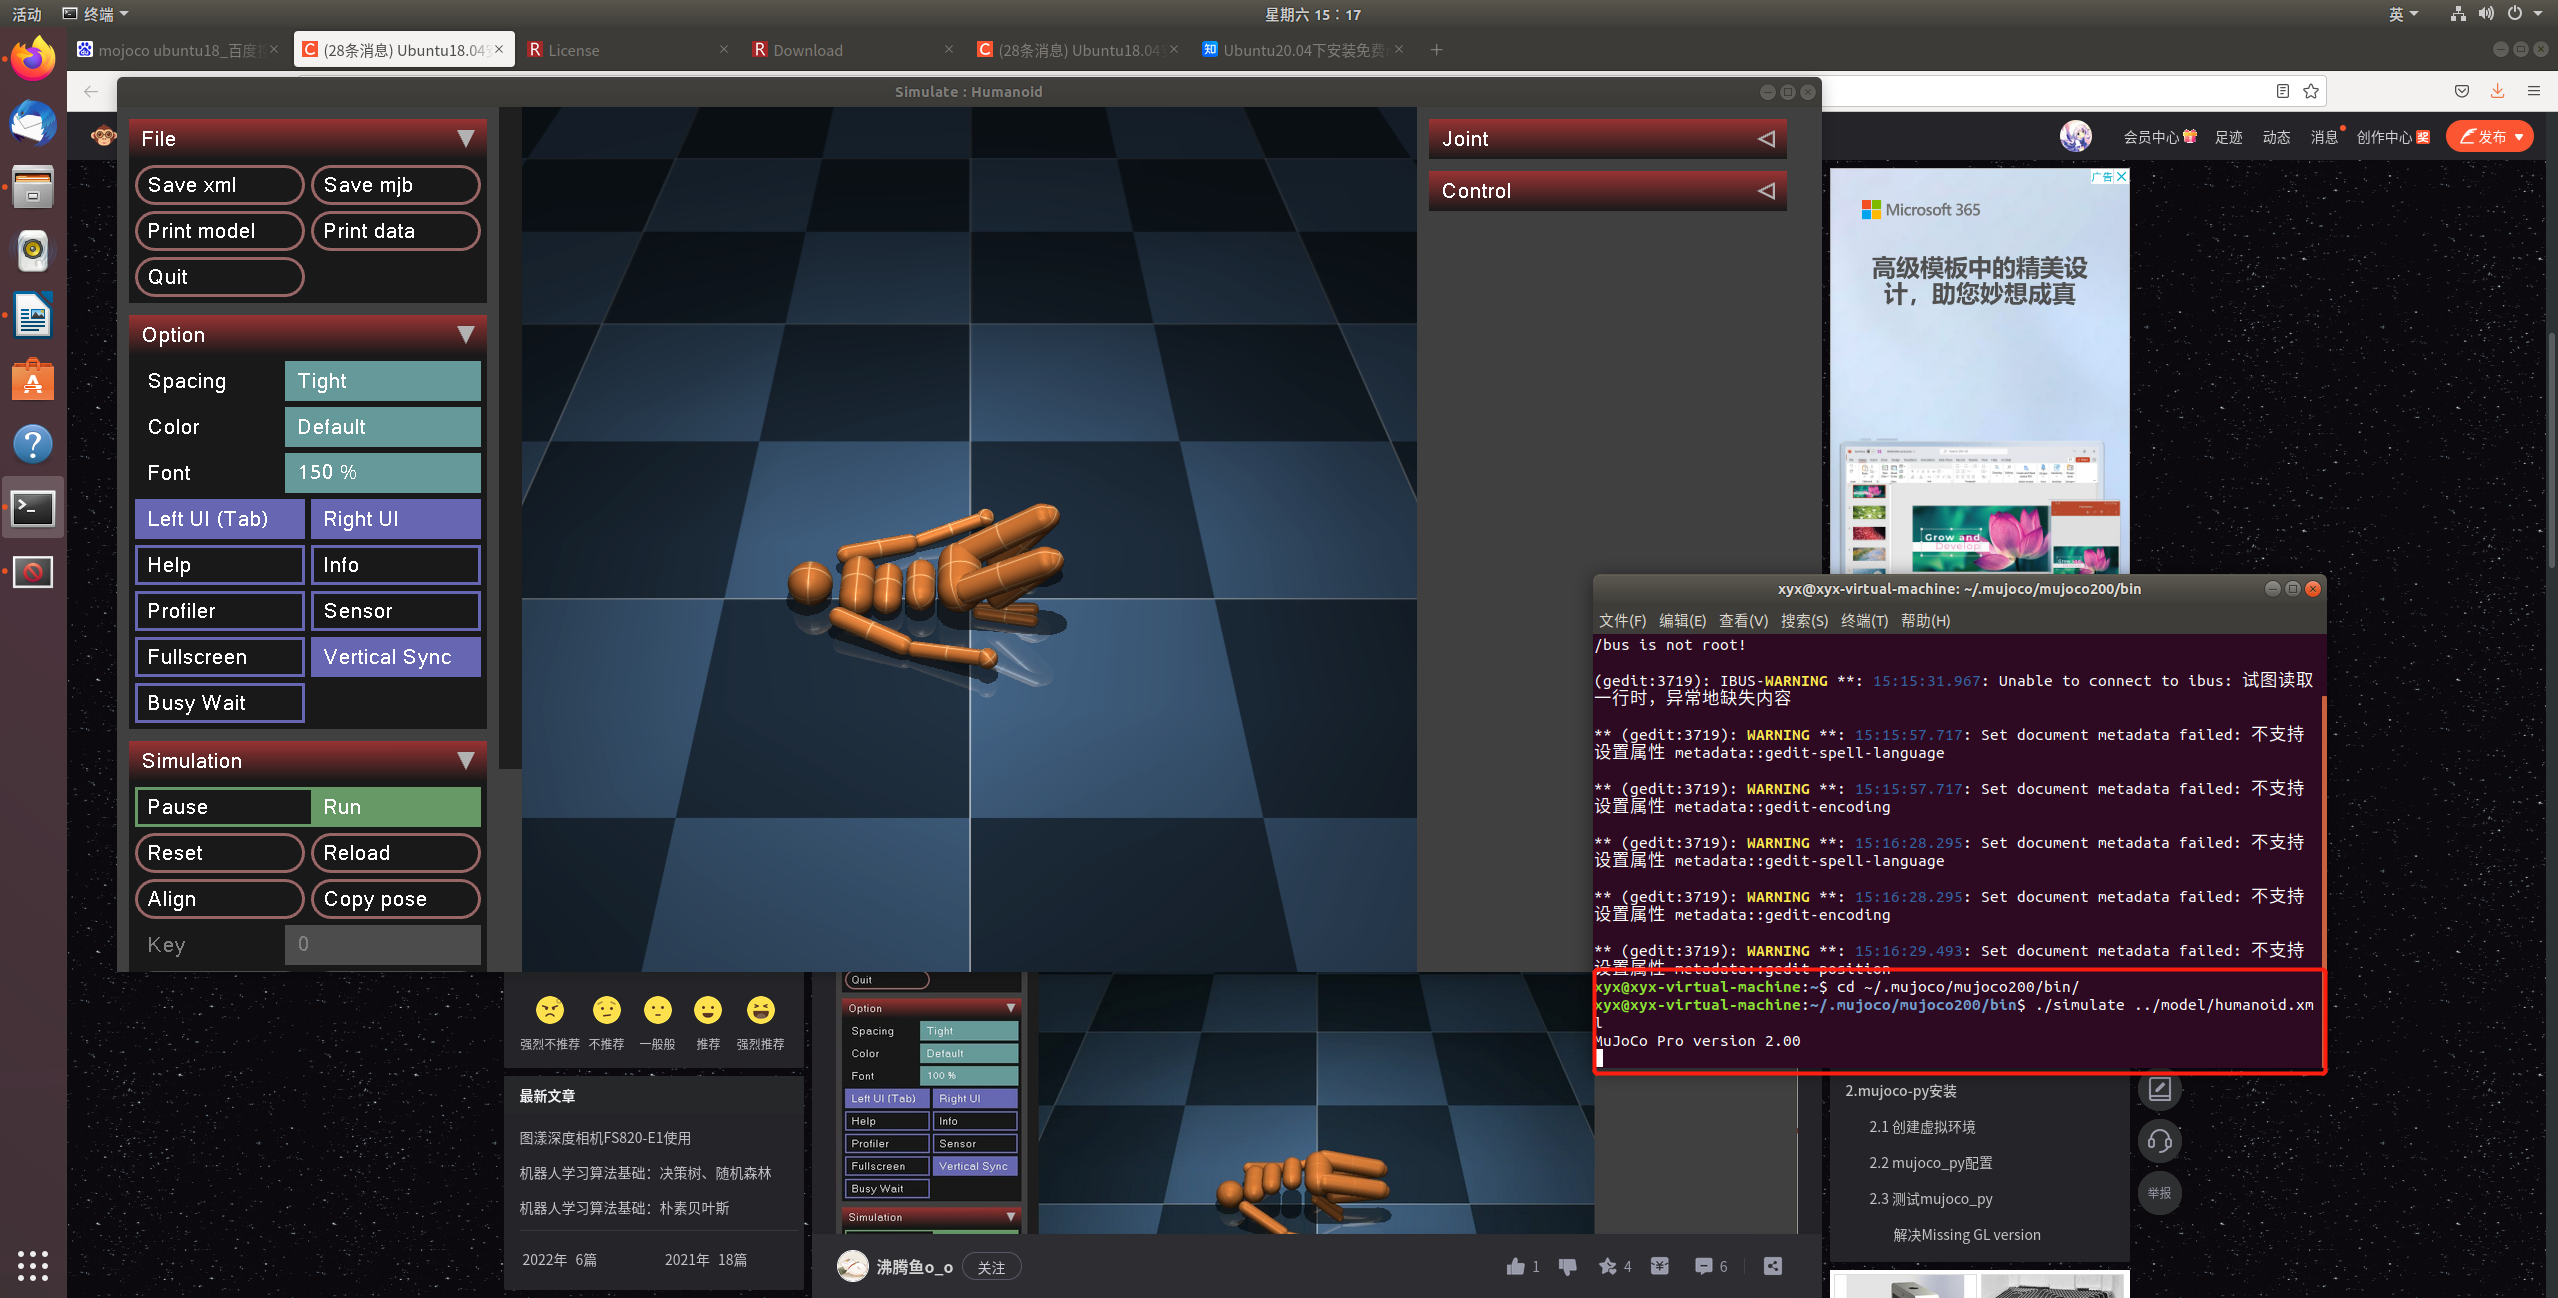 活动
终端
星期六 15：17
英
mojoco ubuntu18_百度搜
(28条消息) Ubuntu18.04安
License
Download
(28条消息) Ubuntu18.04
Ubuntu20.04下安装免费
Simulate : Humanoid
会员中心
足迹
动态
消息
创作中心
奖
发布
File
Save xml
Save mjb
Print model
Print data
Quit
Option
Spacing
Tight
Color
Default
Font
150 %
Left UI (Tab)
Right UI
Help
Info
Profiler
Sensor
Fullscreen
Vertical Sync
Busy Wait
Simulation
Pause
Run
Reset
Reload
Align
Copy pose
Key
0
Joint
Control
广告
Microsoft 365
高级模板中的精美设
计，助您妙想成真
Grow and
Develop
xyx@xyx-virtual-machine: ~/.mujoco/mujoco200/bin
文件(F) 编辑(E) 查看(V) 搜索(S) 终端(T) 帮助(H)
/bus is not root!
(gedit:3719): IBUS-WARNING **: 15:15:31.967: Unable to connect to ibus: 试图读取
一行时，异常地缺失内容
** (gedit:3719): WARNING **: 15:15:57.717: Set document metadata failed: 不支持
设置属性 metadata::gedit-spell-language
** (gedit:3719): WARNING **: 15:15:57.717: Set document metadata failed: 不支持
设置属性 metadata::gedit-encoding
** (gedit:3719): WARNING **: 15:16:28.295: Set document metadata failed: 不支持
设置属性 metadata::gedit-spell-language
** (gedit:3719): WARNING **: 15:16:28.295: Set document metadata failed: 不支持
设置属性 metadata::gedit-encoding
** (gedit:3719): WARNING **: 15:16:29.493: Set document metadata failed: 不支持
设置属性 metadata::gedit-position
xyx@xyx-virtual-machine:~$ cd ~/.mujoco/mujoco200/bin/
xyx@xyx-virtual-machine:~/.mujoco/mujoco200/bin$ ./simulate ../model/humanoid.xm
l
MuJoCo Pro version 2.00
强烈不推荐
不推荐
一般般
推荐
强烈推荐
最新文章
图漾深度相机FS820-E1使用
机器人学习算法基础：决策树、随机森林
机器人学习算法基础：朴素贝叶斯
2022年 6篇
2021年 18篇
Quit
Option
Spacing
Tight
Color
Default
Font
100 %
Left UI (Tab)
Right UI
Help
Info
Profiler
Sensor
Fullscreen
Vertical Sync
Busy Wait
Simulation
沸腾鱼o_o
关注
1
4
6
2.mujoco-py安装
2.1 创建虚拟环境
2.2 mujoco_py配置
2.3 测试mujoco_py
解决Missing GL version
举报